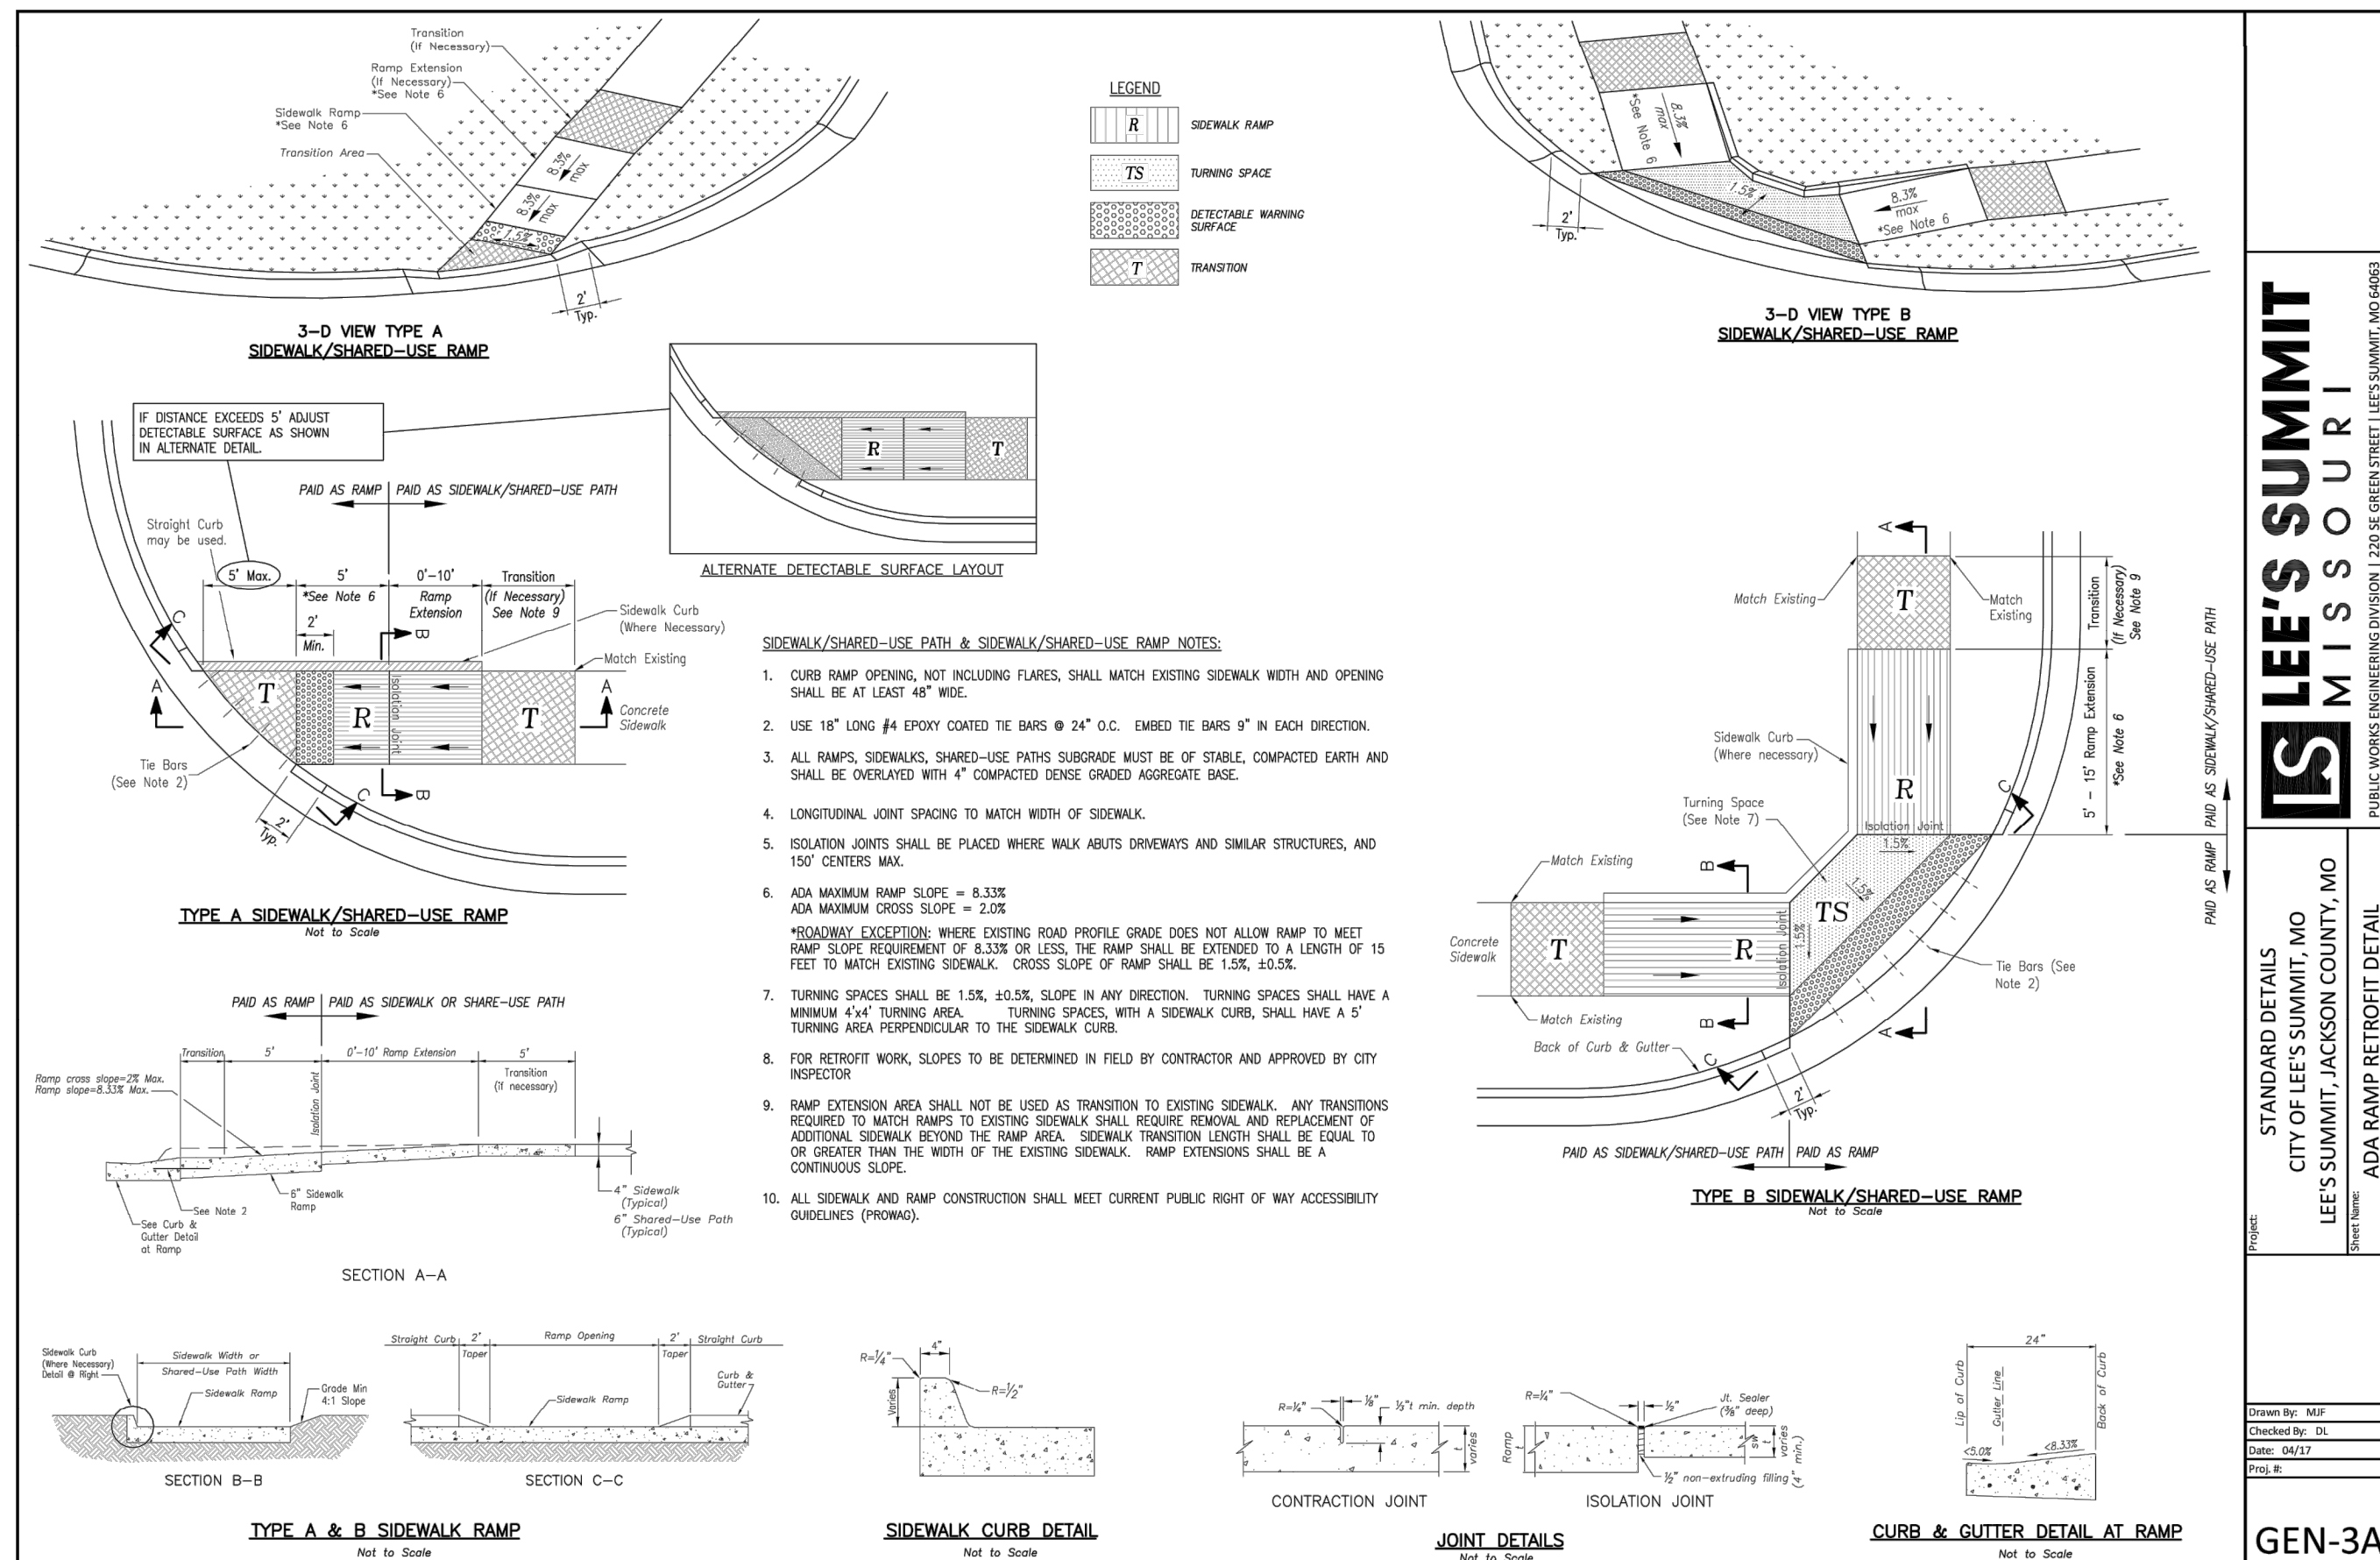 Transition
(If Necessary)
Ramp Extension
(If Necessary)
*See Note 6
Sidewalk Ramp
*See Note 6
Transition Area
8.3%
max
8.3%
max
1.5%
2'
Typ.
3-D VIEW TYPE A
SIDEWALK/SHARED-USE RAMP
LEGEND
R
SIDEWALK RAMP
TS
TURNING SPACE
DETECTABLE WARNING
SURFACE
T
TRANSITION
8.3%
max
*See Note 6
1.5%
8.3%
max
*See Note 6
2'
Typ.
3-D VIEW TYPE B
SIDEWALK/SHARED-USE RAMP
IF DISTANCE EXCEEDS 5' ADJUST
DETECTABLE SURFACE AS SHOWN
IN ALTERNATE DETAIL.
R
T
ALTERNATE DETECTABLE SURFACE LAYOUT
PAID AS RAMP
PAID AS SIDEWALK/SHARED-USE PATH
Straight Curb
may be used.
5' Max.
5'
*See Note 6
0'-10'
Ramp
Extension
Transition
(If Necessary)
See Note 9
2'
Min.
B
C
Sidewalk Curb
(Where Necessary)
Match Existing
A
T
R
Isolation Joint
T
A
Concrete
Sidewalk
Tie Bars
(See Note 2)
C
B
2'
Typ.
TYPE A SIDEWALK/SHARED-USE RAMP
Not to Scale
SIDEWALK/SHARED-USE PATH & SIDEWALK/SHARED-USE RAMP NOTES:
1. CURB RAMP OPENING, NOT INCLUDING FLARES, SHALL MATCH EXISTING SIDEWALK WIDTH AND OPENING
SHALL BE AT LEAST 48" WIDE.
2. USE 18" LONG #4 EPOXY COATED TIE BARS @ 24" O.C. EMBED TIE BARS 9" IN EACH DIRECTION.
3. ALL RAMPS, SIDEWALKS, SHARED-USE PATHS SUBGRADE MUST BE OF STABLE, COMPACTED EARTH AND
SHALL BE OVERLAYED WITH 4" COMPACTED DENSE GRADED AGGREGATE BASE.
4. LONGITUDINAL JOINT SPACING TO MATCH WIDTH OF SIDEWALK.
5. ISOLATION JOINTS SHALL BE PLACED WHERE WALK ABUTS DRIVEWAYS AND SIMILAR STRUCTURES, AND
150' CENTERS MAX.
6. ADA MAXIMUM RAMP SLOPE = 8.33%
ADA MAXIMUM CROSS SLOPE = 2.0%
*ROADWAY EXCEPTION: WHERE EXISTING ROAD PROFILE GRADE DOES NOT ALLOW RAMP TO MEET
RAMP SLOPE REQUIREMENT OF 8.33% OR LESS, THE RAMP SHALL BE EXTENDED TO A LENGTH OF 15
FEET TO MATCH EXISTING SIDEWALK. CROSS SLOPE OF RAMP SHALL BE 1.5%, ±0.5%.
7. TURNING SPACES SHALL BE 1.5%, ±0.5%, SLOPE IN ANY DIRECTION. TURNING SPACES SHALL HAVE A
MINIMUM 4'x4' TURNING AREA. TURNING SPACES, WITH A SIDEWALK CURB, SHALL HAVE A 5'
TURNING AREA PERPENDICULAR TO THE SIDEWALK CURB.
8. FOR RETROFIT WORK, SLOPES TO BE DETERMINED IN FIELD BY CONTRACTOR AND APPROVED BY CITY
INSPECTOR
9. RAMP EXTENSION AREA SHALL NOT BE USED AS TRANSITION TO EXISTING SIDEWALK. ANY TRANSITIONS
REQUIRED TO MATCH RAMPS TO EXISTING SIDEWALK SHALL REQUIRE REMOVAL AND REPLACEMENT OF
ADDITIONAL SIDEWALK BEYOND THE RAMP AREA. SIDEWALK TRANSITION LENGTH SHALL BE EQUAL TO
OR GREATER THAN THE WIDTH OF THE EXISTING SIDEWALK. RAMP EXTENSIONS SHALL BE A
CONTINUOUS SLOPE.
10. ALL SIDEWALK AND RAMP CONSTRUCTION SHALL MEET CURRENT PUBLIC RIGHT OF WAY ACCESSIBILITY
GUIDELINES (PROWAG).
A
Match Existing
T
Match
Existing
Transition
(If Necessary)
See Note 9
Sidewalk Curb
(Where necessary)
R
5' - 15' Ramp Extension
*See Note 6
PAID AS SIDEWALK/SHARED-USE PATH
PAID AS RAMP
C
Turning Space
(See Note 7)
Isolation Joint
1.5%
Match Existing
B
1.5%
TS
1.5%
Isolation Joint
Concrete
Sidewalk
T
R
Tie Bars (See
Note 2)
Match Existing
B
A
Back of Curb & Gutter
C
2'
Typ.
PAID AS SIDEWALK/SHARED-USE PATH
PAID AS RAMP
TYPE B SIDEWALK/SHARED-USE RAMP
Not to Scale
PAID AS RAMP
PAID AS SIDEWALK OR SHARE-USE PATH
Transition
5'
0'-10' Ramp Extension
5'
Transition
(if necessary)
Ramp cross slope=2% Max.
Ramp slope=8.33% Max.
Isolation Joint
6" Sidewalk
Ramp
See Note 2
See Curb &
Gutter Detail
at Ramp
4" Sidewalk
(Typical)
6" Shared-Use Path
(Typical)
SECTION A-A
Sidewalk Curb
(Where Necessary)
Detail @ Right
Sidewalk Width or
Shared-Use Path Width
Sidewalk Ramp
Grade Min
4:1 Slope
SECTION B-B
Straight Curb
2'
Taper
Ramp Opening
2'
Taper
Straight Curb
Curb &
Gutter
Sidewalk Ramp
SECTION C-C
TYPE A & B SIDEWALK RAMP
Not to Scale
4"
R=¼"
R=½"
Varies
SIDEWALK CURB DETAIL
Not to Scale
R=¼"
⅛"
⅓"t min. depth
t
varies
CONTRACTION JOINT
R=¼"
½"
Jt. Sealer
(⅜" deep)
Ramp
t
sw
t
varies
(4" min.)
½" non-extruding filling
ISOLATION JOINT
JOINT DETAILS
Not to Scale
24"
Lip of Curb
Gutter Line
Back of Curb
<5.0%
<8.33%
CURB & GUTTER DETAIL AT RAMP
Not to Scale
LS LEE'S SUMMIT
MISSOURI
PUBLIC WORKS ENGINEERING DIVISION | 220 SE GREEN STREET | LEE'S SUMMIT, MO 64063
Project:
STANDARD DETAILS
CITY OF LEE'S SUMMIT, MO
LEE'S SUMMIT, JACKSON COUNTY, MO
Sheet Name:
ADA RAMP RETROFIT DETAIL
Drawn By: MJF
Checked By: DL
Date: 04/17
Proj. #:
GEN-3A